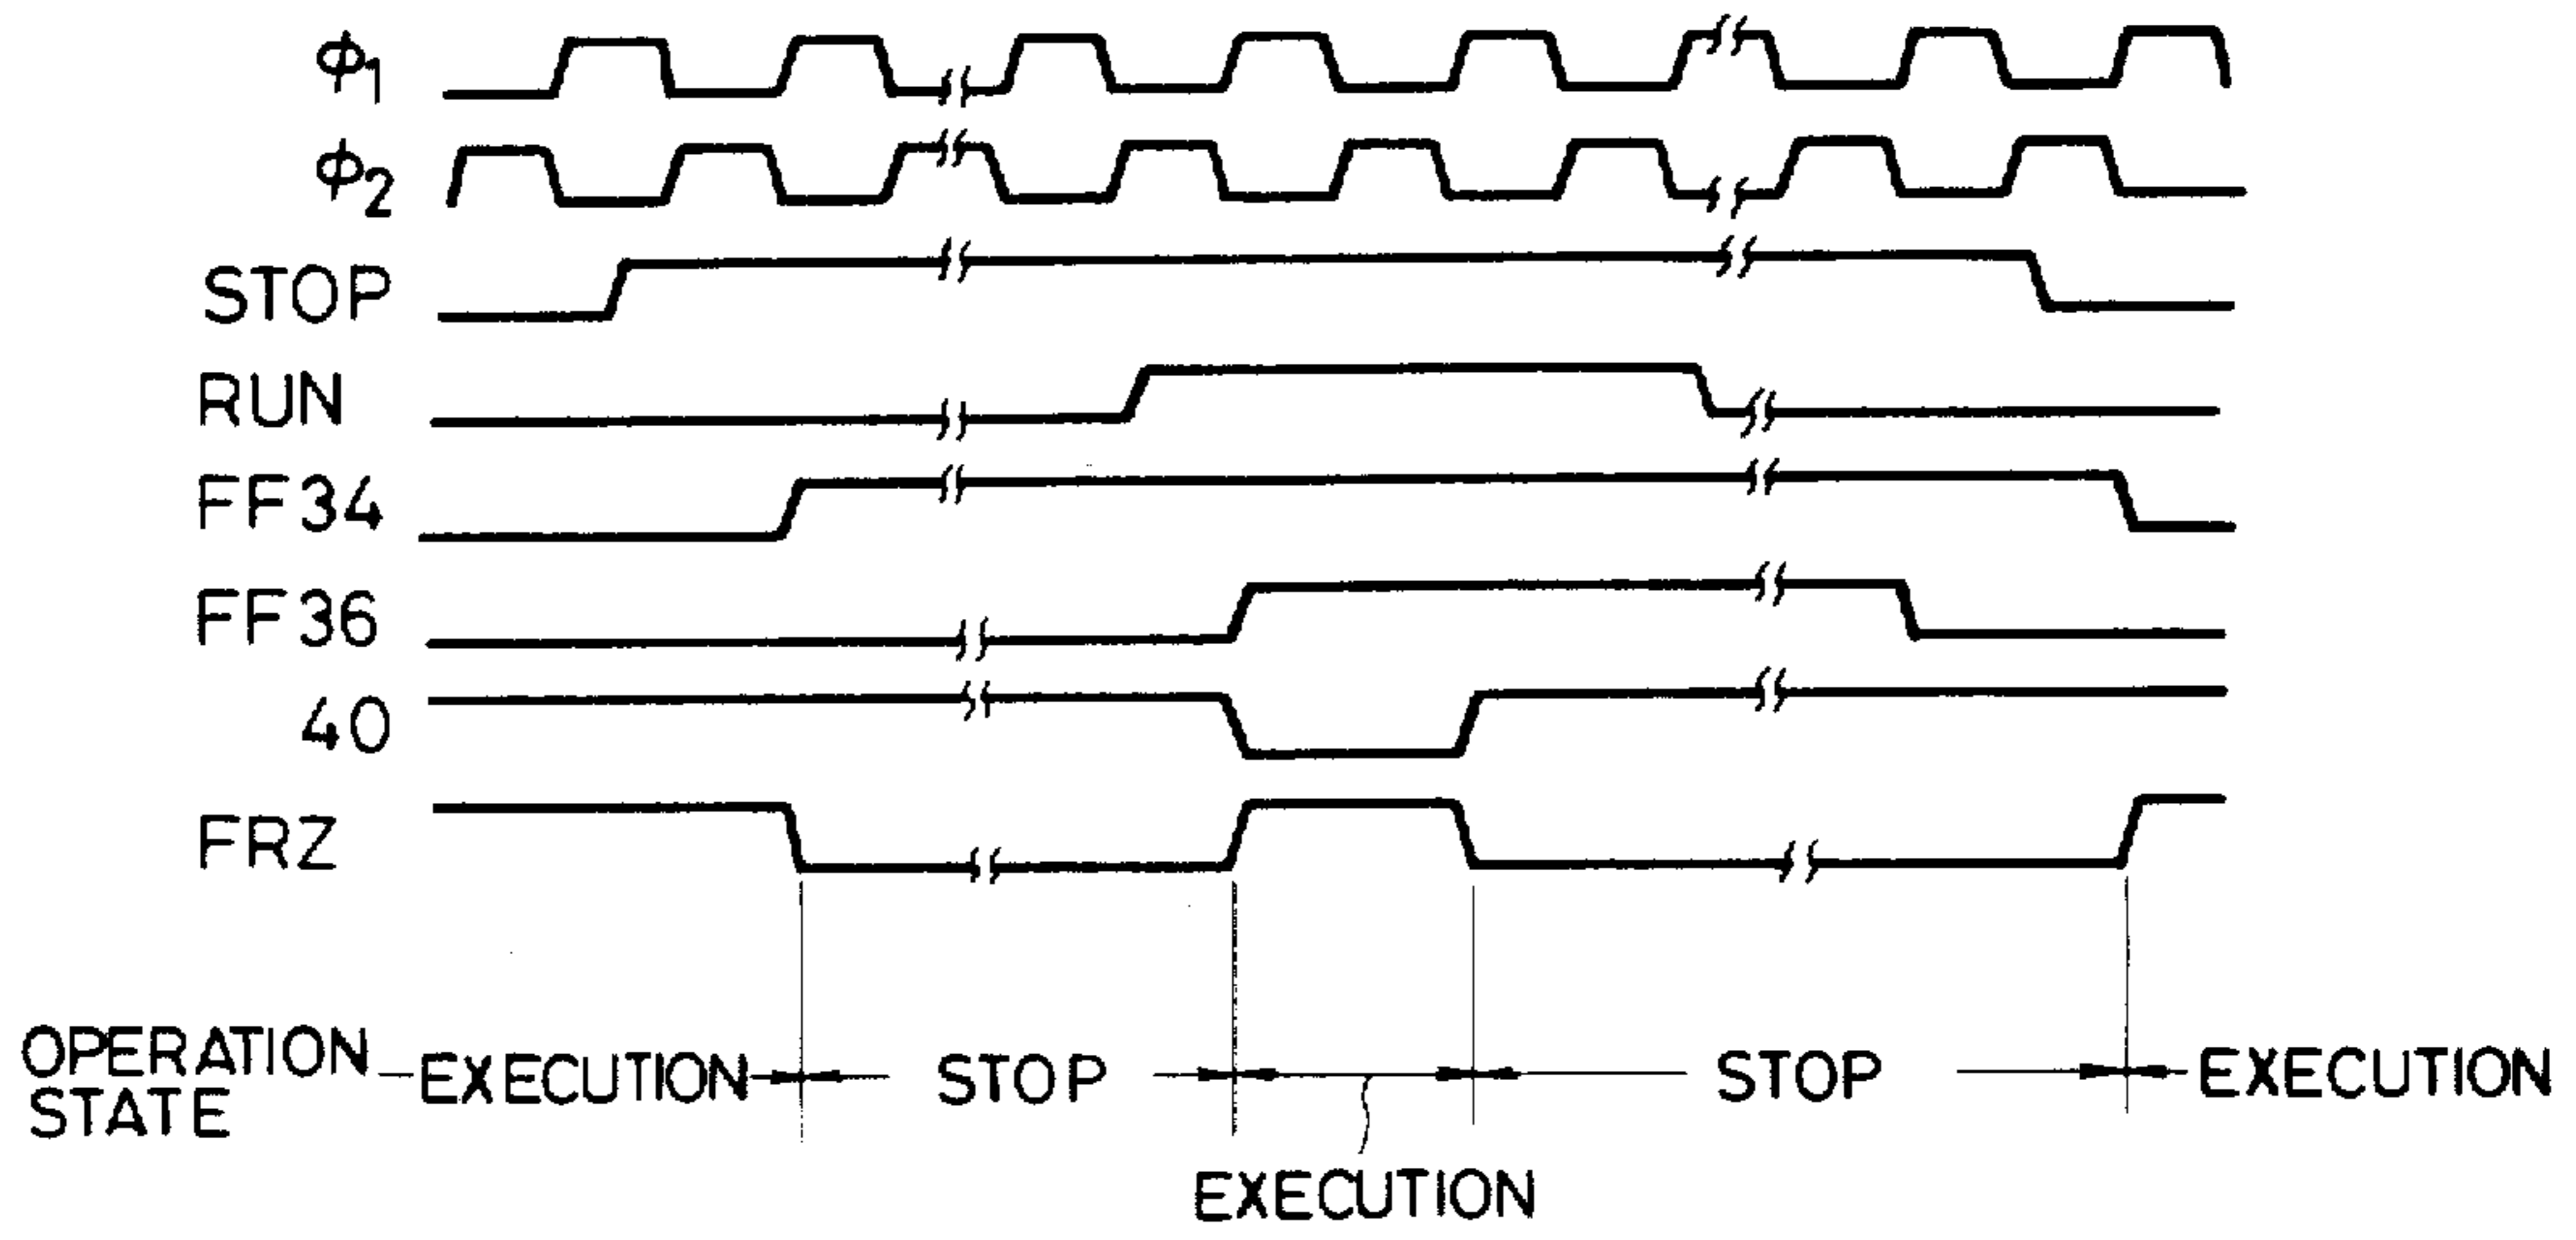 ϕ1
ϕ2
STOP
RUN
FF34
FF36
40
FRZ
OPERATION STATE
EXECUTION
STOP
EXECUTION
STOP
EXECUTION